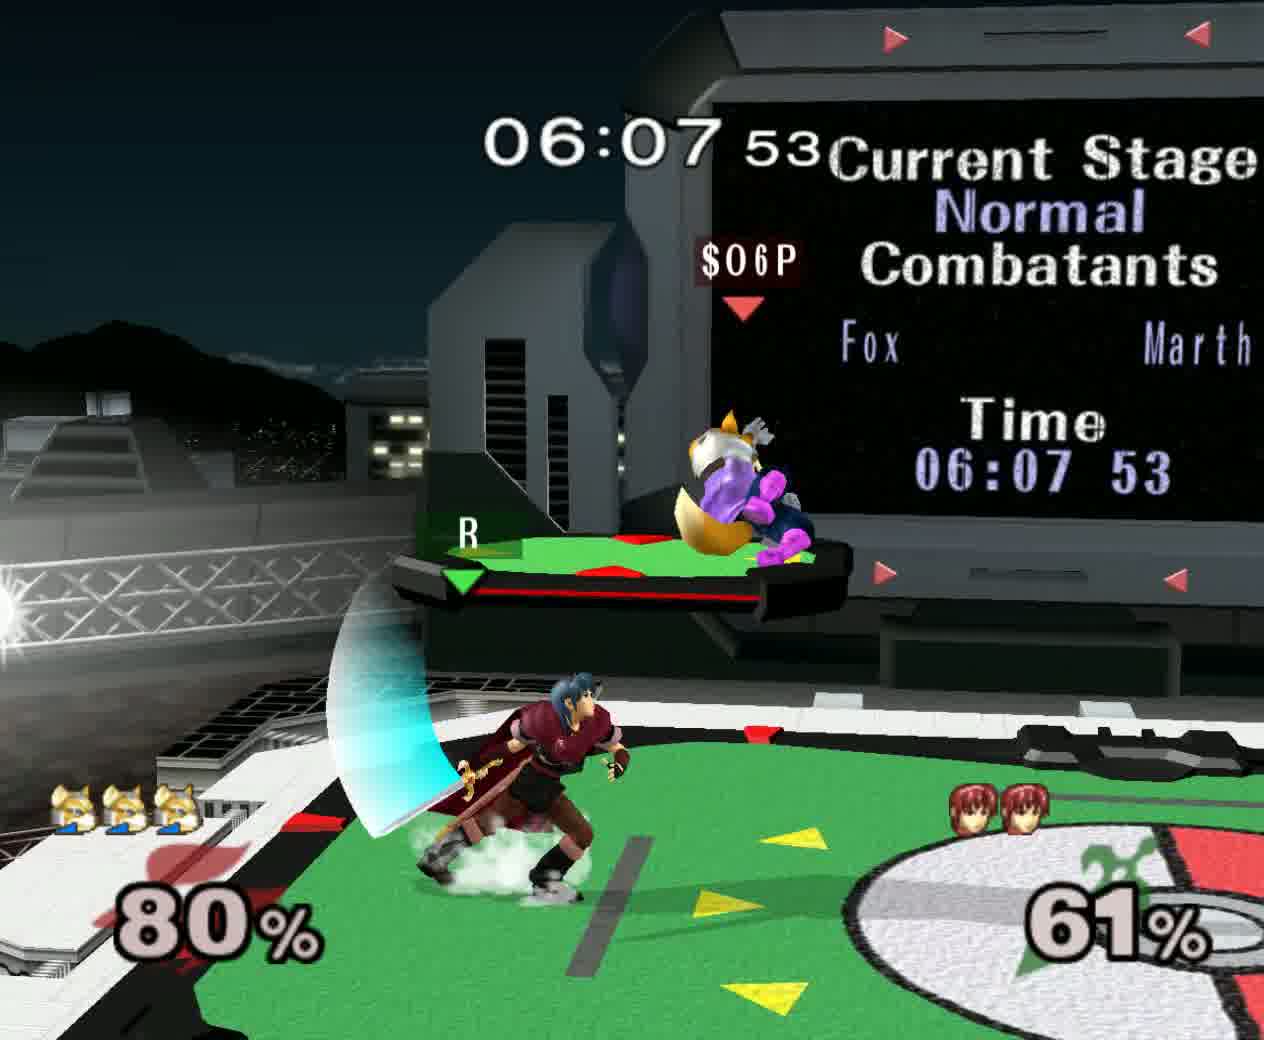 06:07 53
Current Stage
Normal
Combatants
$06P
Fox Marth
Time
06:07 53
R
80%
61%